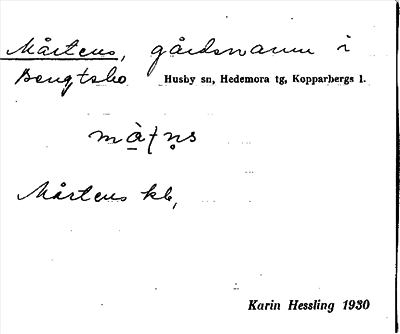 Mårtens, gårdsnamn i
Bengtsbo Husby sn, Hedemora tg, Kopparbergs l.
Mårtens kb,
Karin Hessling 1930